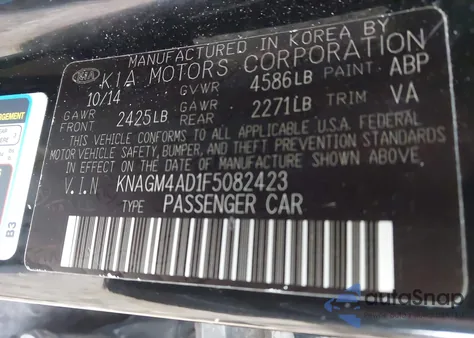 MANUFACTURED IN KOREA BY
KIA
KIA MOTORS CORPORATION
10/14 GVWR 4586LB PAINT ABP
GAWR FRONT 2425LB GAWR REAR 2271LB TRIM VA
THIS VEHICLE CONFORMS TO ALL APPLICABLE U.S.A. FEDERAL
MOTOR VEHICLE SAFETY, BUMPER, AND THEFT PREVENTION STANDARDS
IN EFFECT ON THE DATE OF MANUFACTURE SHOWN ABOVE.
V.I.N KNAGM4AD1F5082423
TYPE PASSENGER CAR
B3
autoSnap